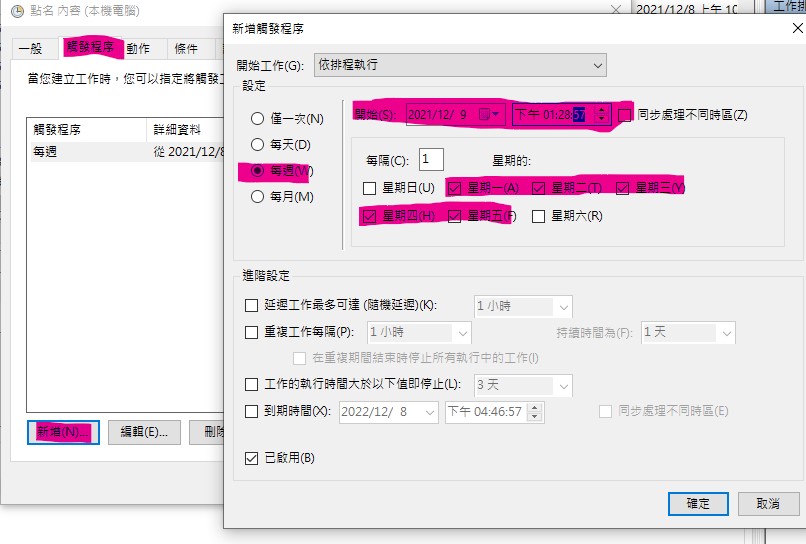 點名 內容 (本機電腦)
2021/12/8 上午 10
工作排
一般 觸發程序 動作 條件
當您建立工作時，您可以指定將觸發工
觸發程序 詳細資料
每週 從 2021/12/8
新增(N)... 編輯(E)... 刪除
新增觸發程序
開始工作(G): 依排程執行
設定
僅一次(N)
每天(D)
每週(W)
每月(M)
開始(S): 2021/12/ 9 下午 01:28:57 同步處理不同時區(Z)
每隔(C): 1 星期的:
星期日(U) 星期一(A) 星期二(T) 星期三(Y)
星期四(H) 星期五(F) 星期六(R)
進階設定
延遲工作最多可達 (隨機延遲)(K): 1 小時
重複工作每隔(P): 1 小時 持續時間為(F): 1 天
在重複期間結束時停止所有執行中的工作(I)
工作的執行時間大於以下值即停止(L): 3 天
到期時間(X): 2022/12/ 8 下午 04:46:57 同步處理不同時區(E)
已啟用(B)
確定 取消